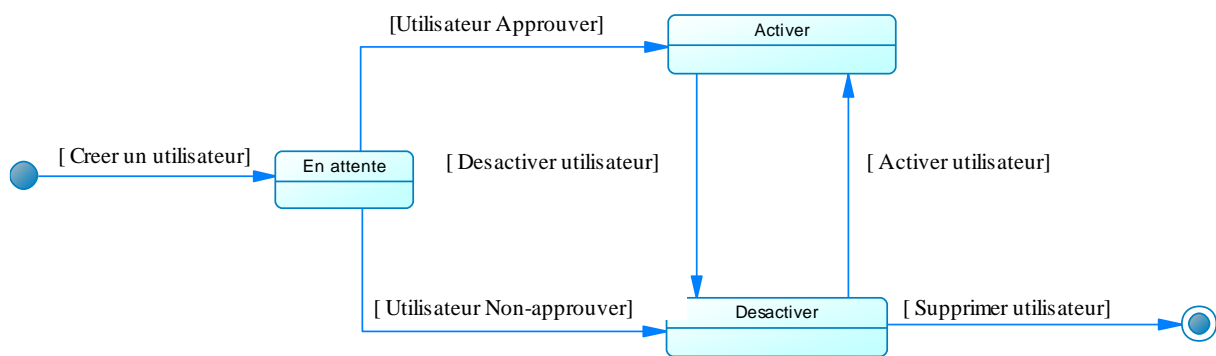 [Utilisateur Approuver]
Activer
[ Creer un utilisateur]
En attente
[ Desactiver utilisateur]
[ Activer utilisateur]
[ Utilisateur Non-approuver]
Desactiver
[ Supprimer utilisateur]